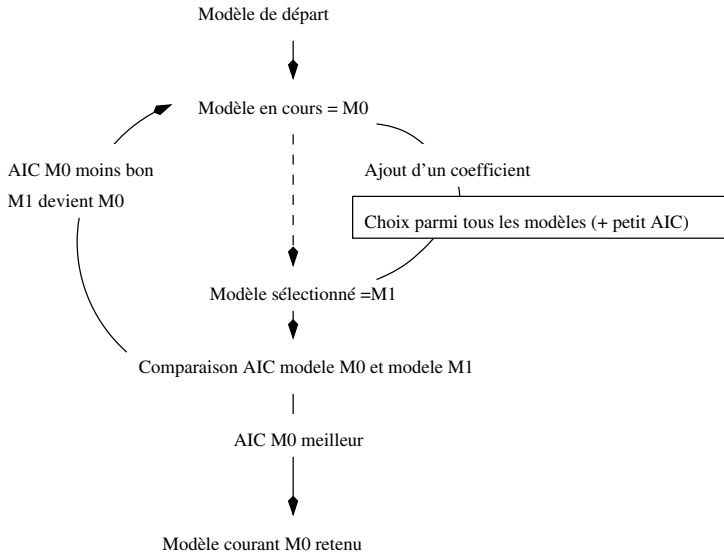 Modèle de départ
Modèle en cours = M0
AIC M0 moins bon
M1 devient M0
Ajout d'un coefficient
Choix parmi tous les modèles (+ petit AIC)
Modèle sélectionné =M1
Comparaison AIC modele M0 et modele M1
AIC M0 meilleur
Modèle courant M0 retenu